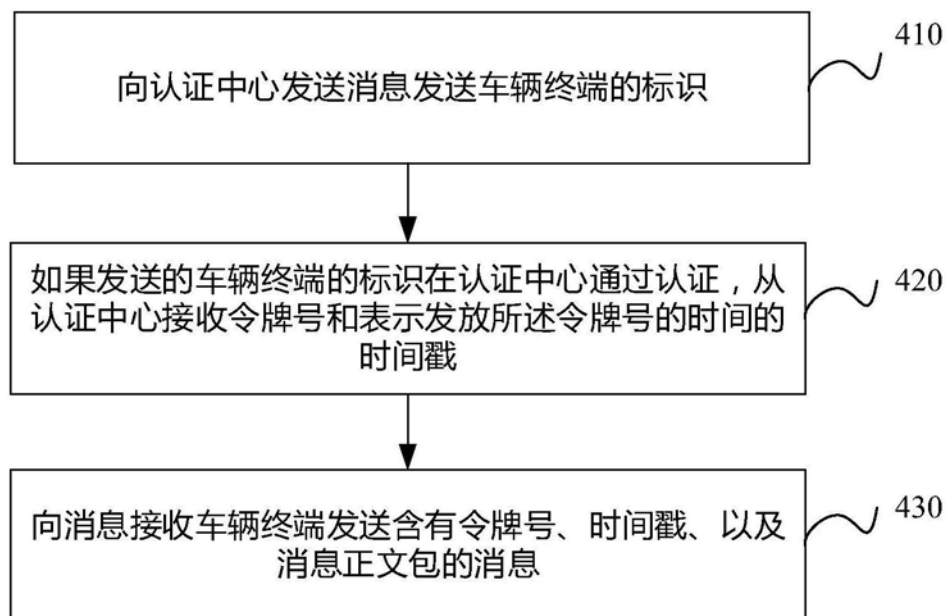 向认证中心发送消息发送车辆终端的标识
410
如果发送的车辆终端的标识在认证中心通过认证，从
认证中心接收令牌号和表示发放所述令牌号的时间的
时间戳
420
向消息接收车辆终端发送含有令牌号、时间戳、以及
消息正文包的消息
430